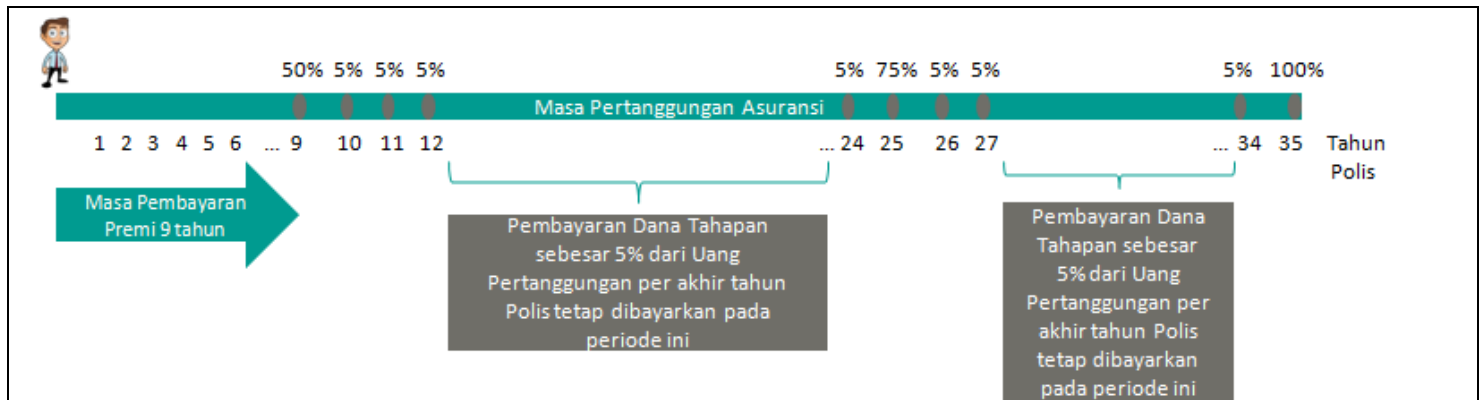 50% 5% 5% 5% 5% 75% 5% 5% 5% 100%
Masa Pertanggungan Asuransi
1 2 3 4 5 6 ... 9 10 11 12 ... 24 25 26 27 ... 34 35 Tahun
Polis
Masa Pembayaran
Premi 9 tahun
Pembayaran Dana Tahapan
sebesar 5% dari Uang
Pertanggungan per akhir tahun
Polis tetap dibayarkan pada
periode ini
Pembayaran Dana
Tahapan sebesar
5% dari Uang
Pertanggungan per
akhir tahun Polis
tetap dibayarkan
pada periode ini